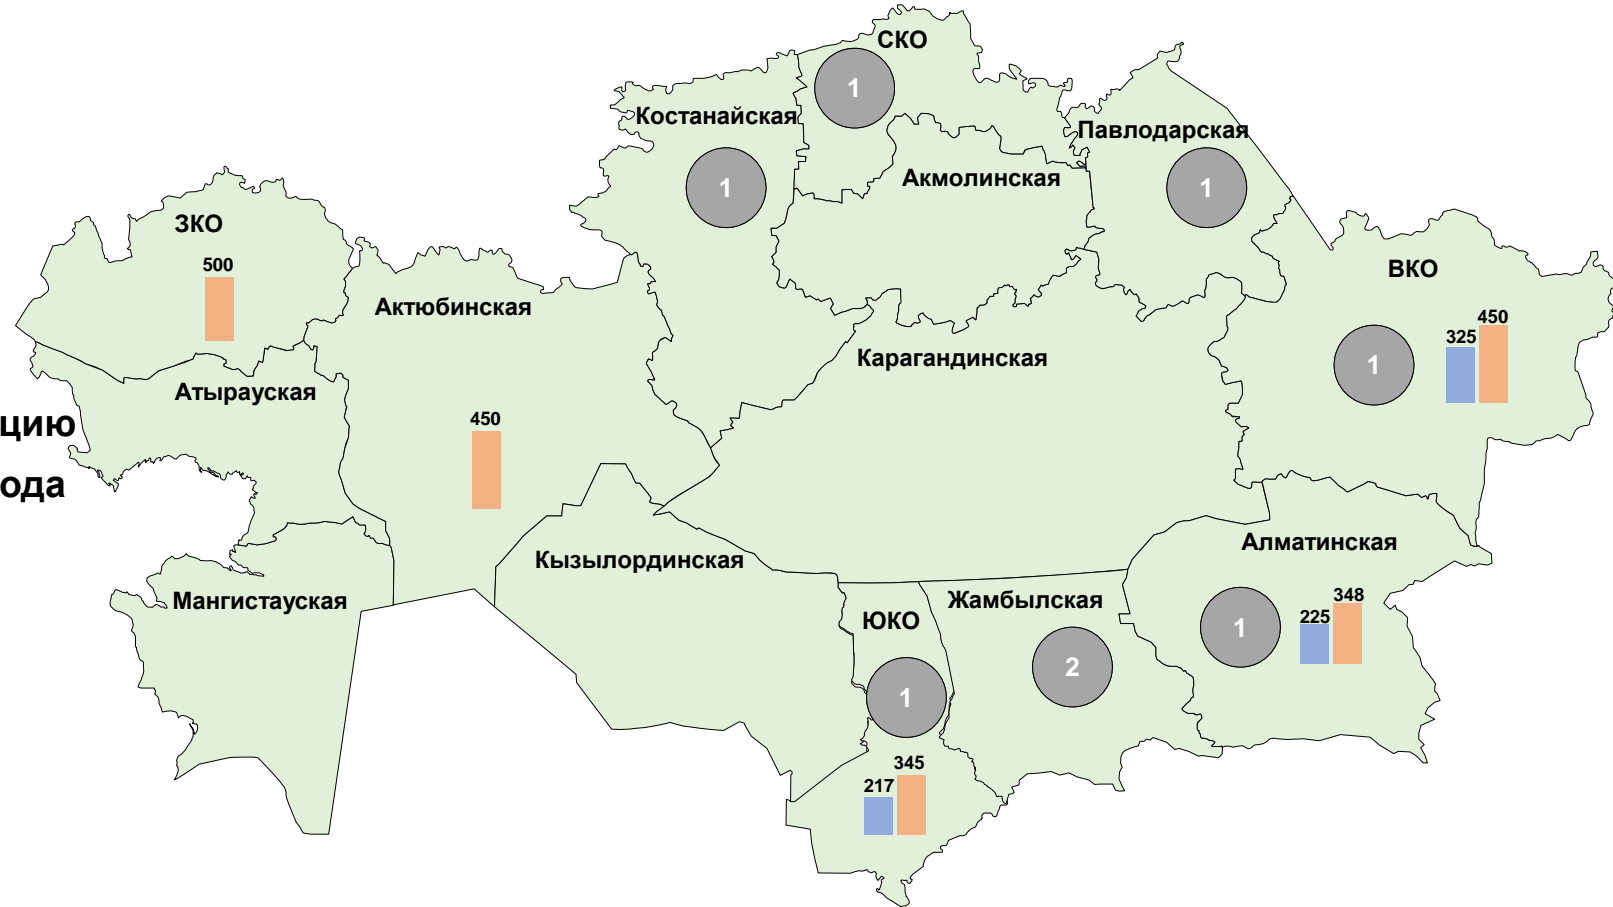 СКО
1
Костанайская
1
Павлодарская
1
Акмолинская
ЗКО
500
ВКО
1
325
450
Актюбинская
450
Карагандинская
Атырауская
цию
ода
Алматинская
1
225
348
Кызылординская
Мангистауская
ЮКО
1
217
345
Жамбылская
2